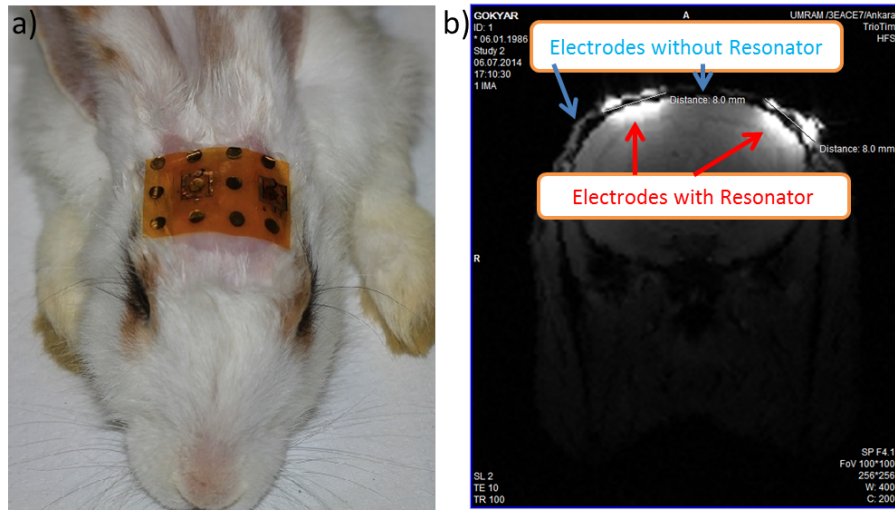 a)
b)
GOKYAR
ID: 1
* 06.01.1986
Study 2
06.07.2014
17:10:30
1 IMA
A
UMRAM /3EACE7/Ankara
TrioTim
HFS
Electrodes without Resonator
Distance: 8.0 mm
Distance: 8.0 mm
Electrodes with Resonator
R
SL 2
TE 10
TR 100
SP F4.1
FoV 100*100
256*256
W: 400
C: 200